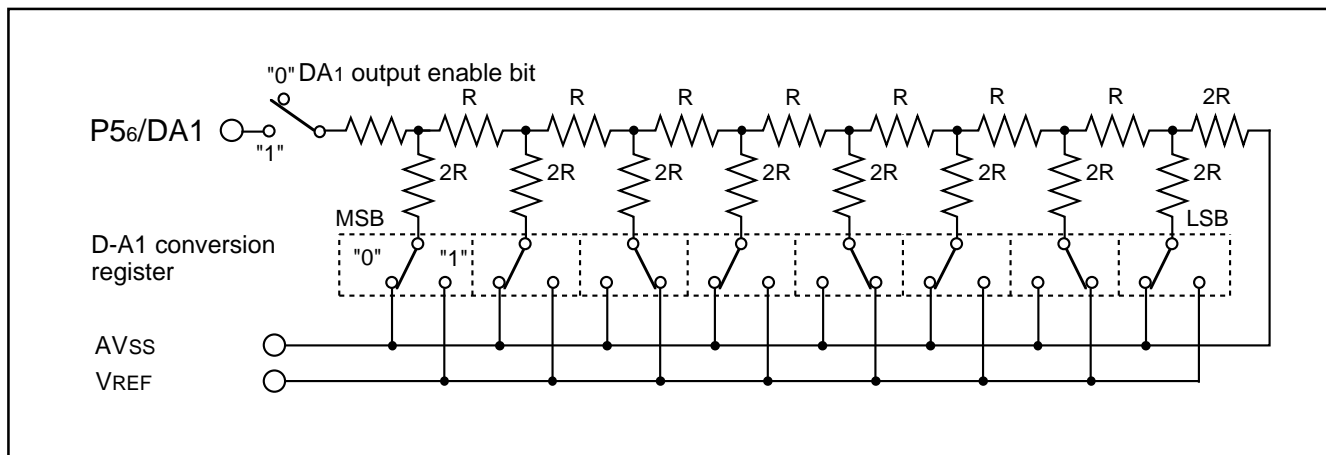 "0" DA1 output enable bit
R R R R R R R 2R
P56/DA1
"1"
2R 2R 2R 2R 2R 2R 2R 2R
MSB LSB
D-A1 conversion
register
"0" "1"
AVSS
VREF